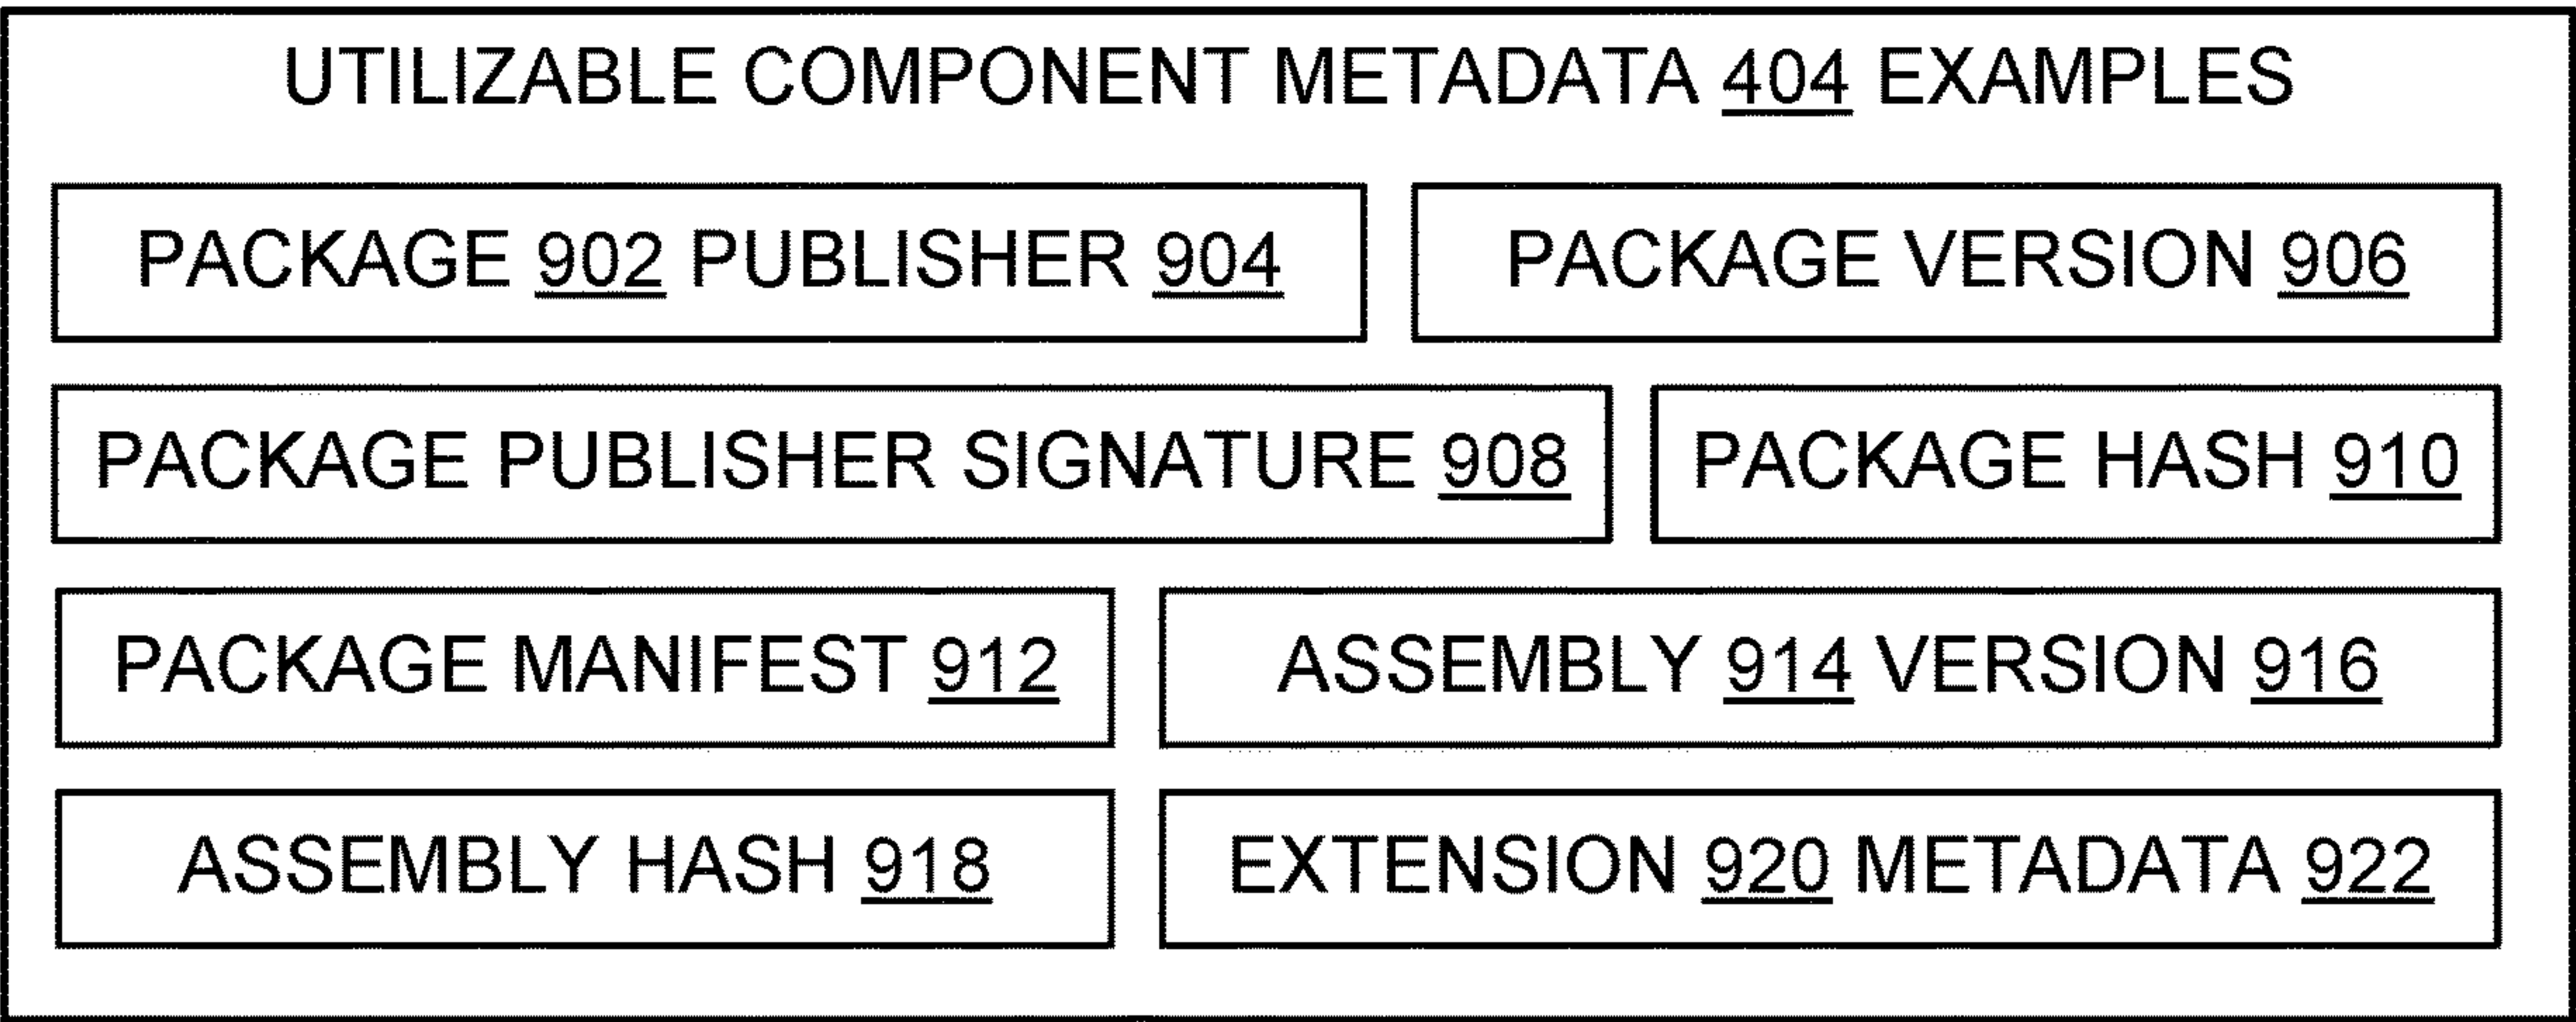 UTILIZABLE COMPONENT METADATA 404 EXAMPLES
PACKAGE 902 PUBLISHER 904
PACKAGE VERSION 906
PACKAGE PUBLISHER SIGNATURE 908
PACKAGE HASH 910
PACKAGE MANIFEST 912
ASSEMBLY 914 VERSION 916
ASSEMBLY HASH 918
EXTENSION 920 METADATA 922